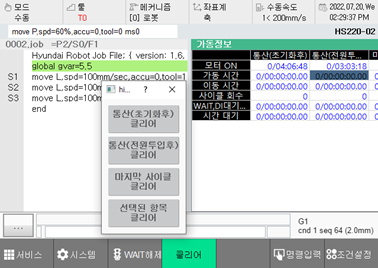 모드
수동
툴
T0
메커니즘
[0] 로봇
좌표계
축
수동속도
1< 200mm/s
2022,07,20, We
02:29:37 PM
move P,spd=60%,accu=0,tool=0 ms0
HS220-02
0002.job =P2/S0/F1
가동정보
Hyundai Robot Job File; { version: 1,6,
global gvar=5,5
S1 move L,spd=100mm/sec,accu=0,tool=1
S2 move L,spd=100m
S3 move L,spd=100m
end
통산(초기화후) 통산(전원투... 마
모터 ON 0/04:06:48 0/03:03:18
가동 시간 0/00:00:00.00 0/00:00:00.00
이동 시간 0/00:00:00.00 0/00:00:00.00
사이클 회수 0 0
WAIT,DI대기... 0/00:00:00.00 0/00:00:00.00
시간 대기 0/00:00:00.00 0/00:00:00.00
hi...
통산(초기화후)
클리어
통산(전원투입후)
클리어
마지막 사이클
클리어
선택된 항목
클리어
...
G1
cnd 1 seq 64 (2.0mm)
서비스
시스템
WAIT해제
클리어
명령입력
조건설정